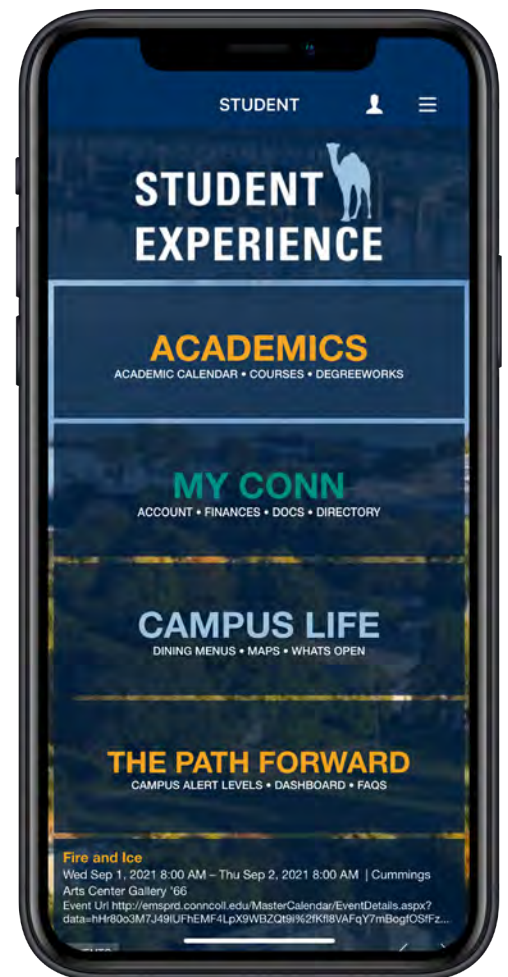 STUDENT
STUDENT
EXPERIENCE
ACADEMICS
ACADEMIC CALENDAR • COURSES • DEGREEWORKS
MY CONN
ACCOUNT • FINANCES • DOCS • DIRECTORY
CAMPUS LIFE
DINING MENUS • MAPS • WHATS OPEN
THE PATH FORWARD
CAMPUS ALERT LEVELS • DASHBOARD • FAQS
Fire and Ice
Wed Sep 1, 2021 8:00 AM – Thu Sep 2, 2021 8:00 AM | Cummings
Arts Center Gallery '66
Event Url http://emsprd.conncoll.edu/MasterCalendar/EventDetails.aspx?